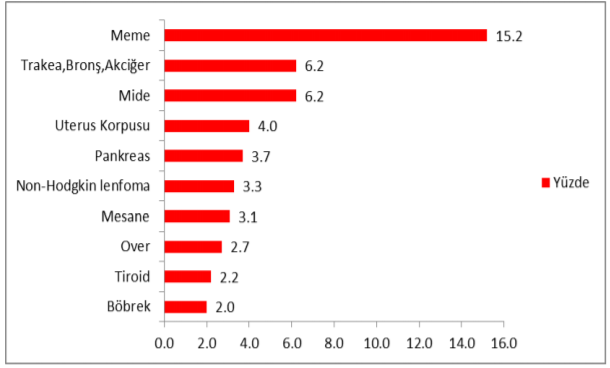 Meme 15.2
Trakea,Bronş,Akciğer 6.2
Mide 6.2
Uterus Korpusu 4.0
Pankreas 3.7
Non-Hodgkin lenfoma 3.3
Mesane 3.1
Over 2.7
Tiroid 2.2
Böbrek 2.0
0.0 2.0 4.0 6.0 8.0 10.0 12.0 14.0 16.0
Yüzde